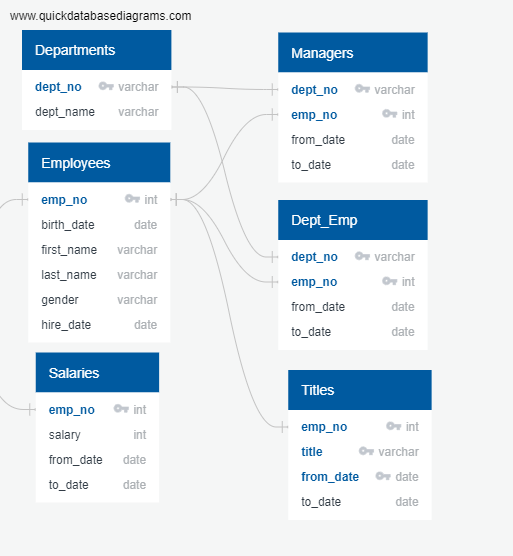 www.quickdatabasediagrams.com
Departments
dept_no varchar
dept_name varchar
Employees
emp_no int
birth_date date
first_name varchar
last_name varchar
gender varchar
hire_date date
Salaries
emp_no int
salary int
from_date date
to_date date
Managers
dept_no varchar
emp_no int
from_date date
to_date date
Dept_Emp
dept_no varchar
emp_no int
from_date date
to_date date
Titles
emp_no int
title varchar
from_date date
to_date date